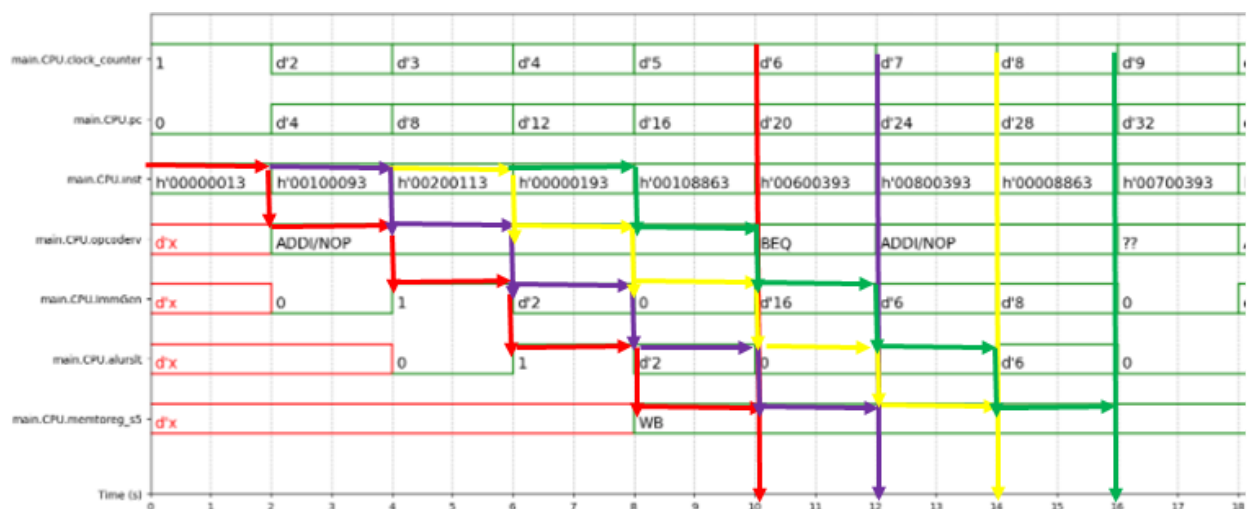 main.CPU.clock_counter 1 d'2 d'3 d'4 d'5 d'6 d'7 d'8 d'9
main.CPU.pc 0 d'4 d'8 d'12 d'16 d'20 d'24 d'28 d'32
main.CPU.inst h'00000013 h'00100093 h'00200113 h'00000193 h'00108863 h'00600393 h'00800393 h'00008863 h'00700393
main.CPU.opcoderv d'x ADDI/NOP BEQ ADDI/NOP ??
main.CPU.ImmGen d'x 0 1 d'2 0 d'16 d'6 d'8 0
main.CPU.alurslt d'x 0 1 d'2 0 d'6 0
main.CPU.memtoreg_s5 d'x WB
Time (s) 0 1 2 3 4 5 6 7 8 9 10 11 12 13 14 15 16 17 18